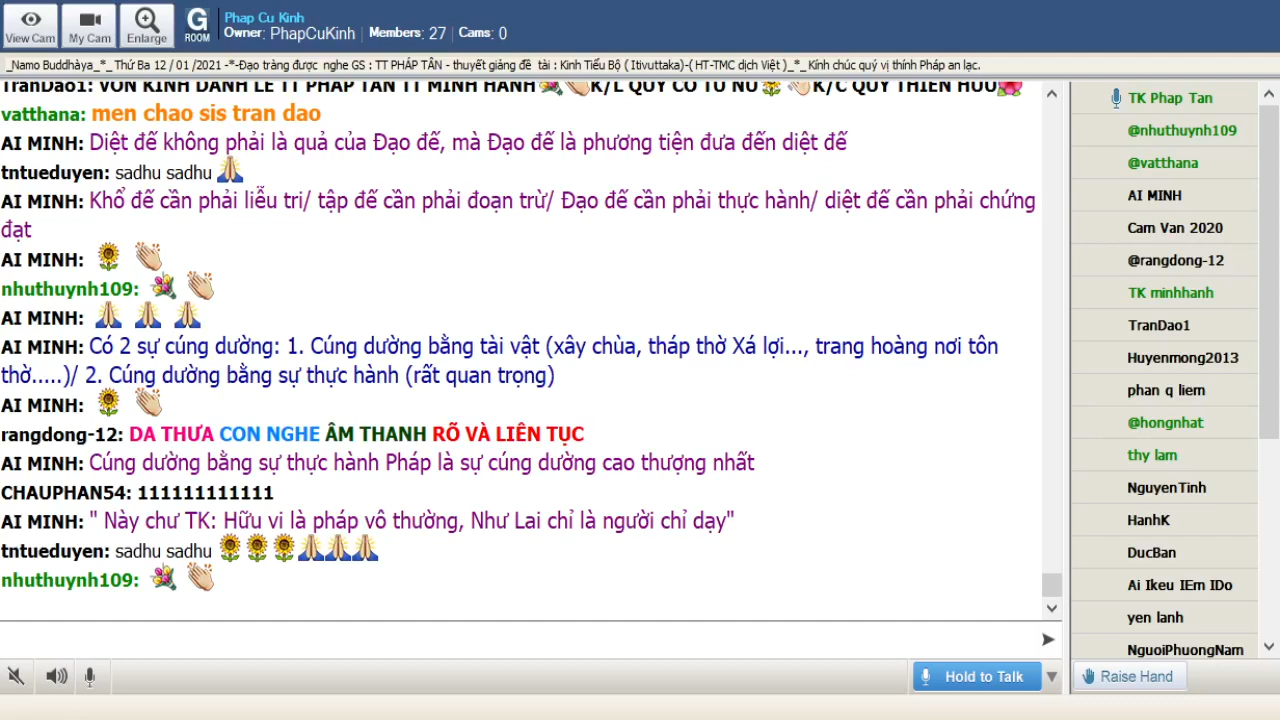 View Cam
My Cam
Enlarge
G
ROOM
Phap Cu Kinh
Owner: PhapCuKinh | Members: 27 | Cams: 0
_Namo Buddhàya_*_ Thứ Ba 12 / 01 /2021 -*-Đạo tràng được nghe GS : TT PHÁP TÂN - thuyết giảng đề tài : Kinh Tiểu Bộ ( Itivuttaka)-( HT-TMC dịch Việt )_*_ Kính chúc quý vị thính Pháp an lạc.
vatthana: men chao sis tran dao
AI MINH: Diệt đế không phải là quả của Đạo đế, mà Đạo đế là phương tiện đưa đến diệt đế
tntueduyen: sadhu sadhu
AI MINH: Khổ đế cần phải liễu tri/ tập đế cần phải đoạn trừ/ Đạo đế cần phải thực hành/ diệt đế cần phải chứng
đạt
AI MINH:
nhuthuynh109:
AI MINH:
AI MINH: Có 2 sự cúng dường: 1. Cúng dường bằng tài vật (xây chùa, tháp thờ Xá lợi..., trang hoàng nơi tôn
thờ.....)/ 2. Cúng dường bằng sự thực hành (rất quan trọng)
AI MINH:
rangdong-12: DA THƯA CON NGHE ÂM THANH RÕ VÀ LIÊN TỤC
AI MINH: Cúng dường bằng sự thực hành Pháp là sự cúng dường cao thượng nhất
CHAUPHAN54: 111111111111
AI MINH: " Này chư TK: Hữu vi là pháp vô thường, Như Lai chỉ là người chỉ dạy"
tntueduyen: sadhu sadhu
nhuthuynh109:
TK Phap Tan
@nhuthuynh109
@vatthana
AI MINH
Cam Van 2020
@rangdong-12
TK minhhanh
TranDao1
Huyenmong2013
phan q liem
@hongnhat
thy lam
NguyenTinh
HanhK
DucBan
Ai Ikeu IEm IDo
yen lanh
NguoiPhuongNam
Hold to Talk
Raise Hand